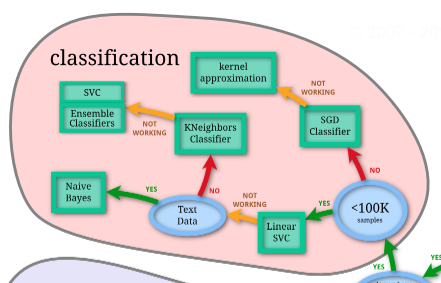 classification
kernel
approximation
NOT
WORKING
SVC
Ensemble
Classifiers
NOT
WORKING
KNeighbors
Classifier
SGD
Classifier
NO
NO
Naive
Bayes
YES
Text
Data
NOT
WORKING
Linear
SVC
YES
<100K
samples
YES
YES